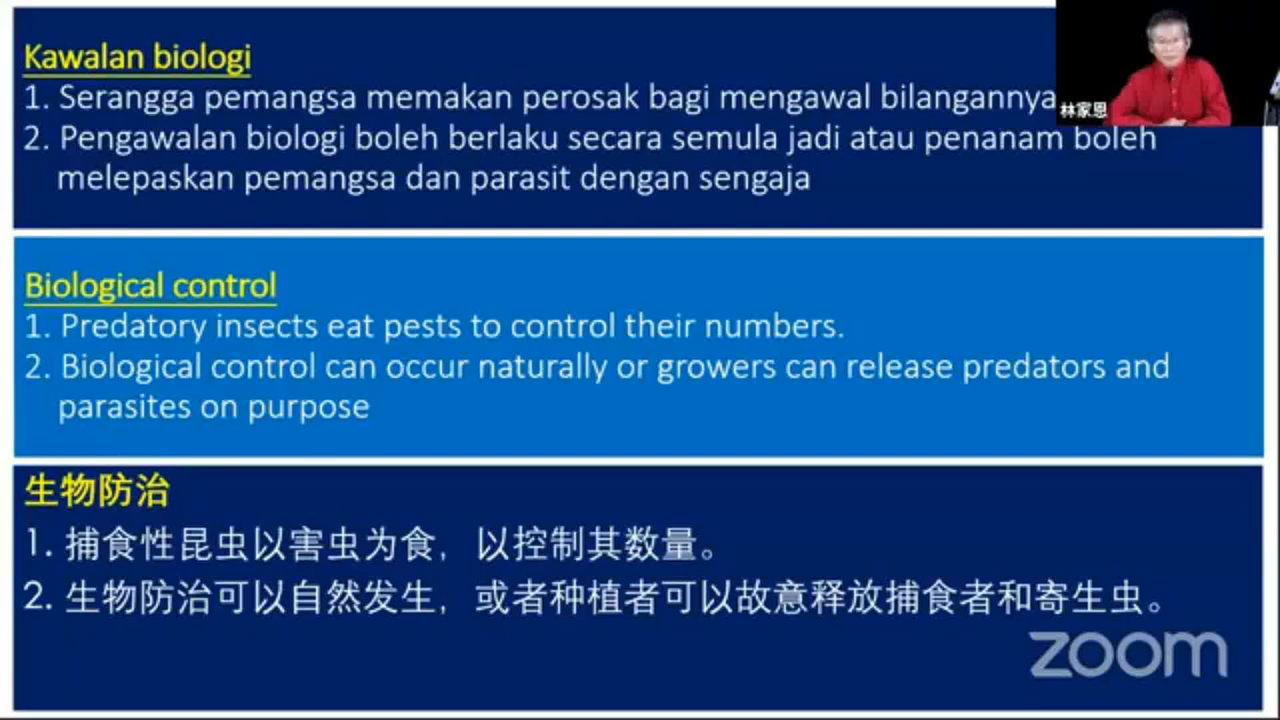 Kawalan biologi
1. Serangga pemangsa memakan perosak bagi mengawal bilangannya
2. Pengawalan biologi boleh berlaku secara semula jadi atau penanam boleh
melepaskan pemangsa dan parasit dengan sengaja
林家恩
Biological control
1. Predatory insects eat pests to control their numbers.
2. Biological control can occur naturally or growers can release predators and
parasites on purpose
生物防治
1. 捕食性昆虫以害虫为食，以控制其数量。
2. 生物防治可以自然发生，或者种植者可以故意释放捕食者和寄生虫。
zoom